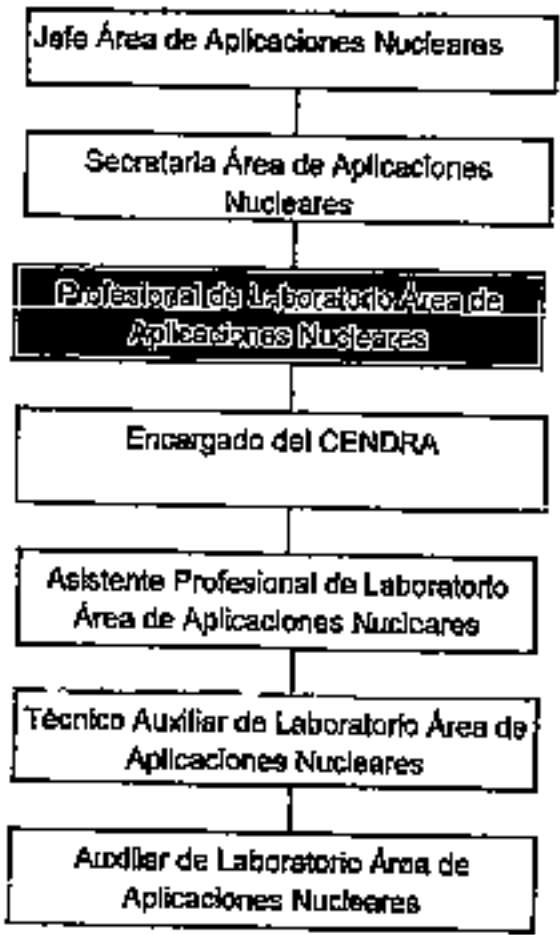 Jefe Área de Aplicaciones Nucleares
Secretaria Área de Aplicaciones
Nucleares
Profesional de Laboratorio Área de
Aplicaciones Nucleares
Encargado del CENDRA
Asistente Profesional de Laboratorio
Área de Aplicaciones Nucleares
Técnico Auxiliar de Laboratorio Área de
Aplicaciones Nucleares
Auxiliar de Laboratorio Área de
Aplicaciones Nucleares